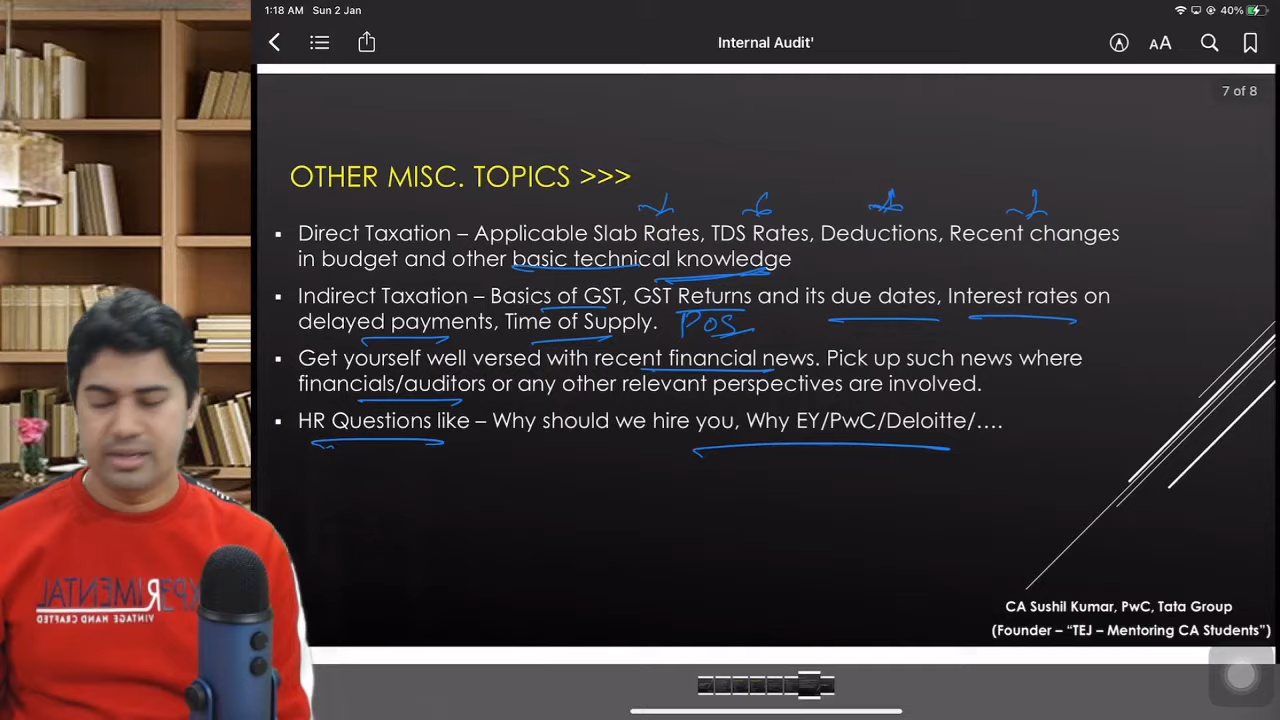 1:18 AM Sun 2 Jan
40%
Internal Audit'
AA
7 of 8
OTHER MISC. TOPICS >>>
▪ Direct Taxation – Applicable Slab Rates, TDS Rates, Deductions, Recent changes
in budget and other basic technical knowledge
▪ Indirect Taxation – Basics of GST, GST Returns and its due dates, Interest rates on
delayed payments, Time of Supply. POS
▪ Get yourself well versed with recent financial news. Pick up such news where
financials/auditors or any other relevant perspectives are involved.
▪ HR Questions like – Why should we hire you, Why EY/PwC/Deloitte/….
EXPERIMENTAL
VINTAGE HAND CRAFTED
CA Sushil Kumar, PwC, Tata Group
(Founder – “TEJ – Mentoring CA Students”)